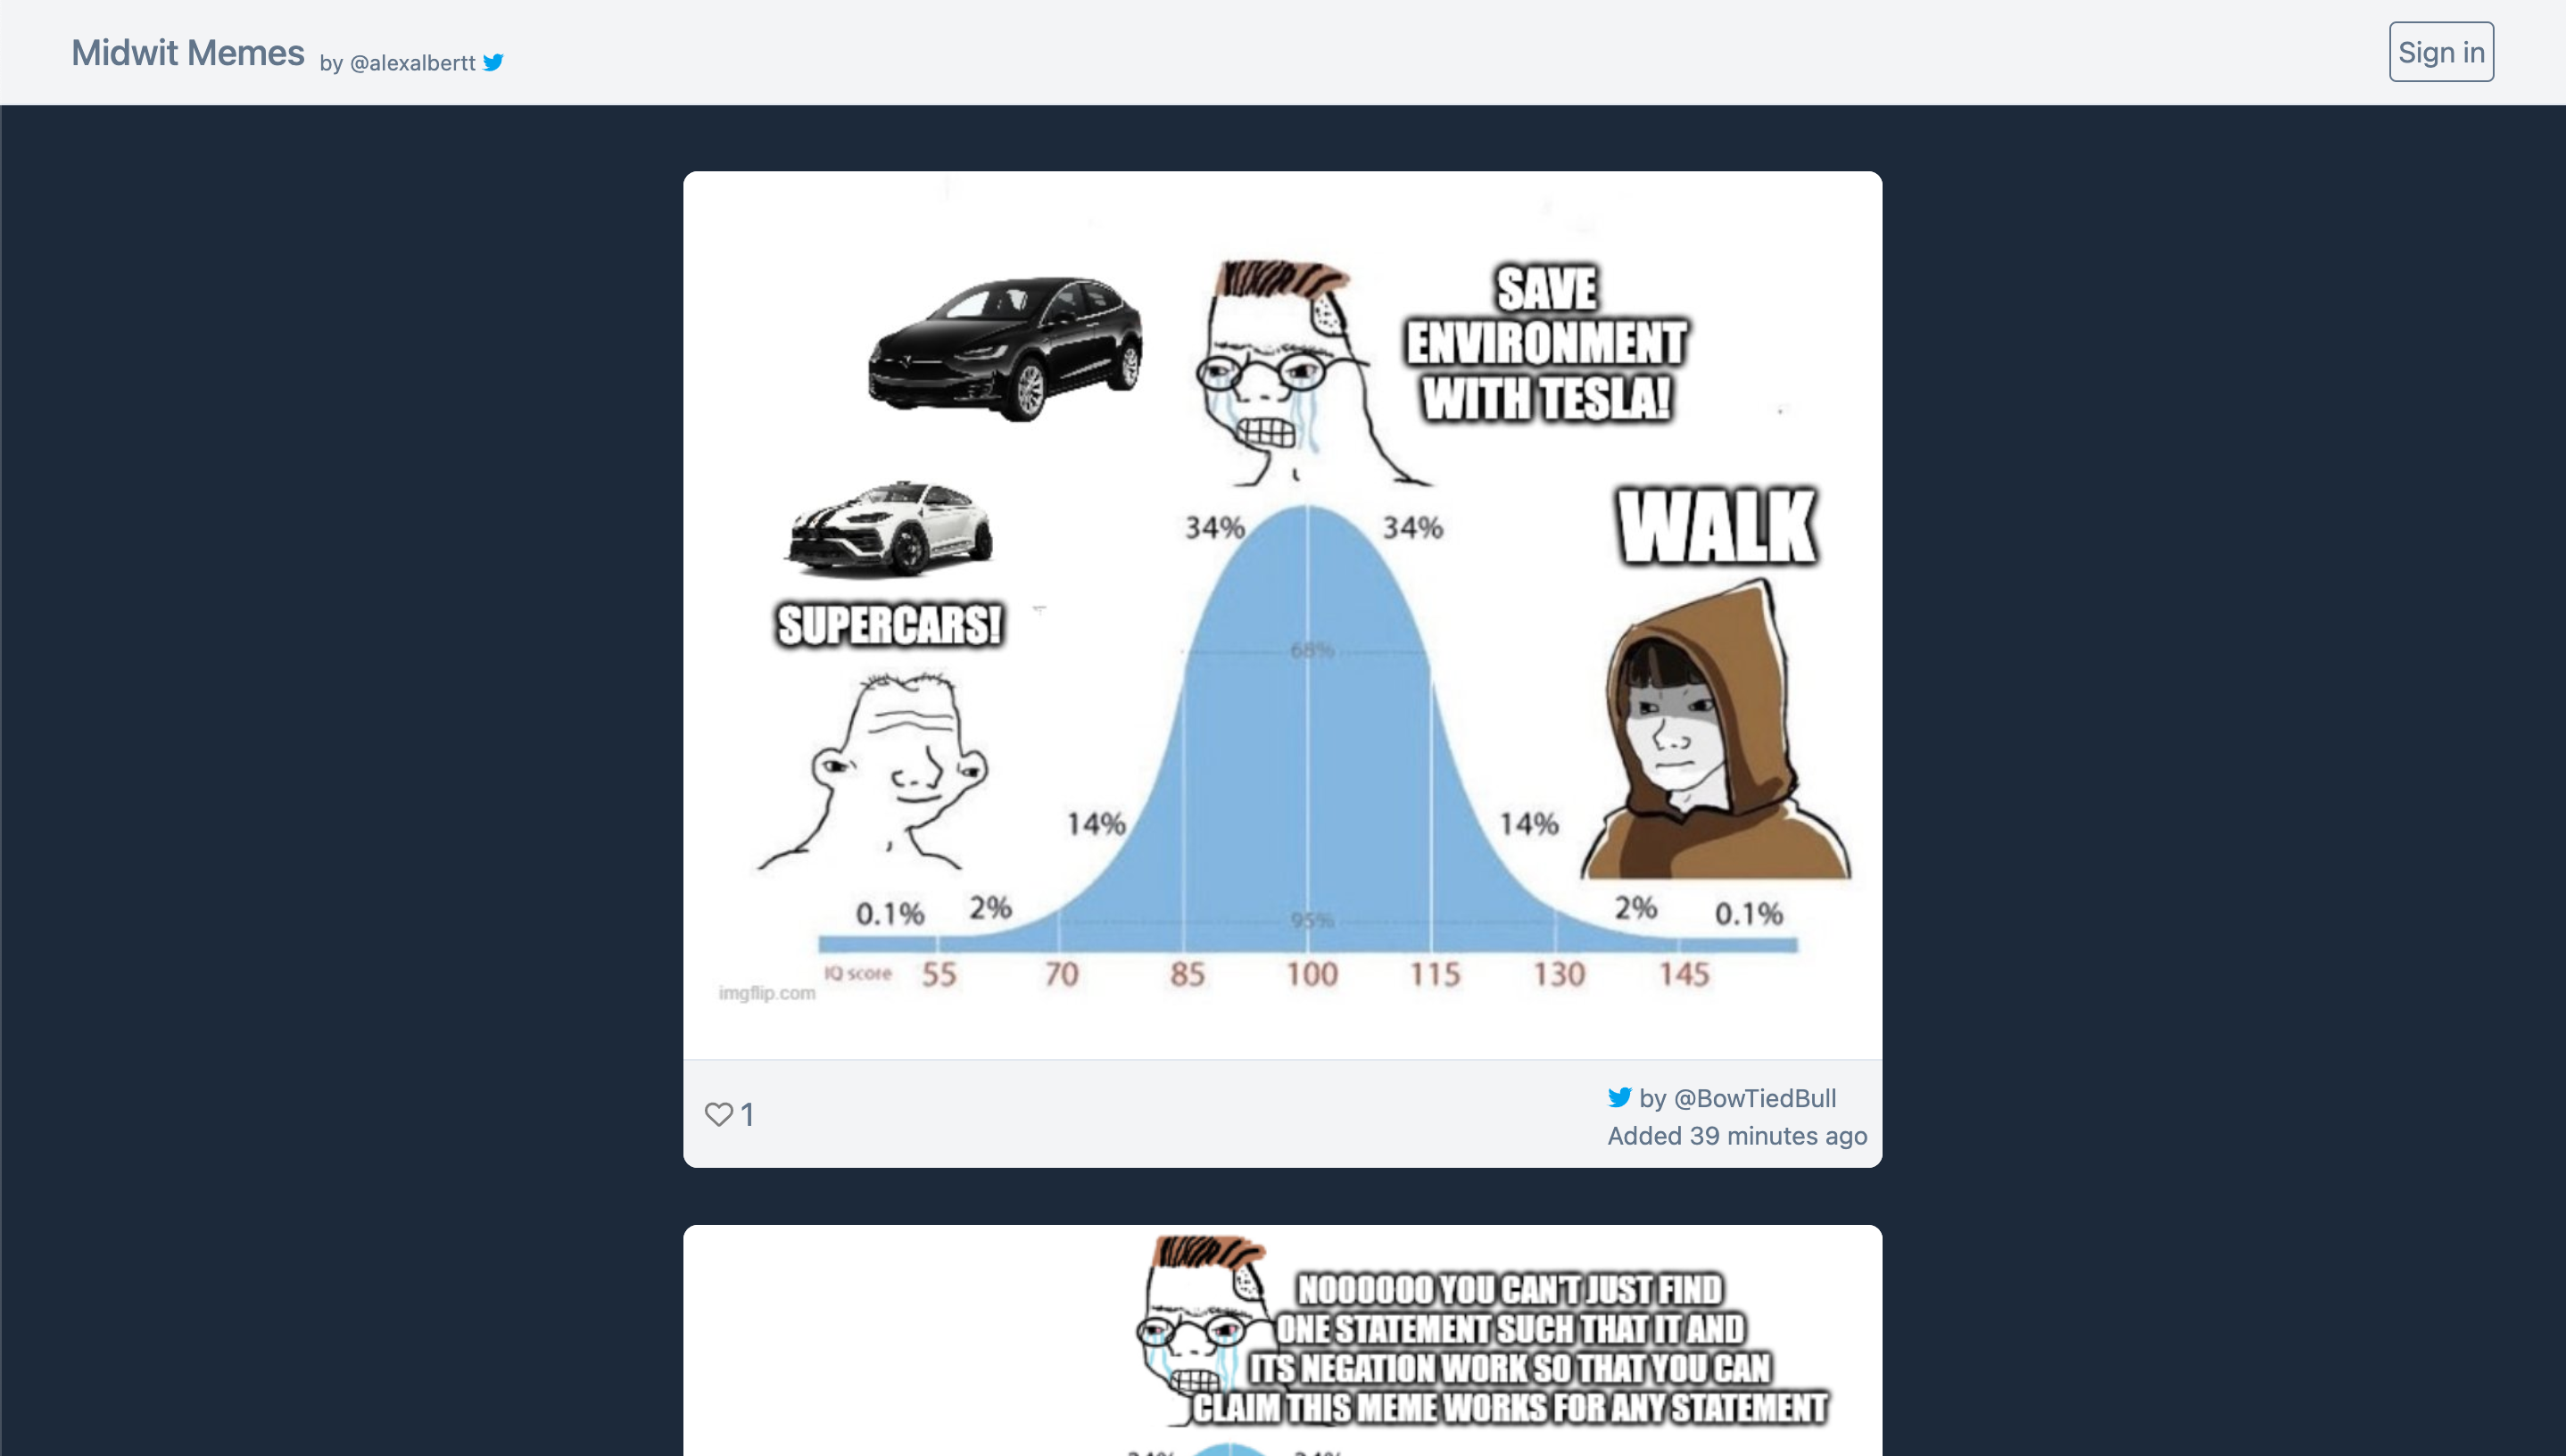 Midwit Memes by @alexalbertt
Sign in
SAVE
ENVIRONMENT
WITH TESLA!
WALK
SUPERCARS!
34%
34%
68%
14%
14%
0.1%
2%
95%
2%
0.1%
IQ score 55 70 85 100 115 130 145
imgflip.com
1
by @BowTiedBull
Added 39 minutes ago
NOOOOOO YOU CAN'T JUST FIND
ONE STATEMENT SUCH THAT IT AND
ITS NEGATION WORK SO THAT YOU CAN
CLAIM THIS MEME WORKS FOR ANY STATEMENT